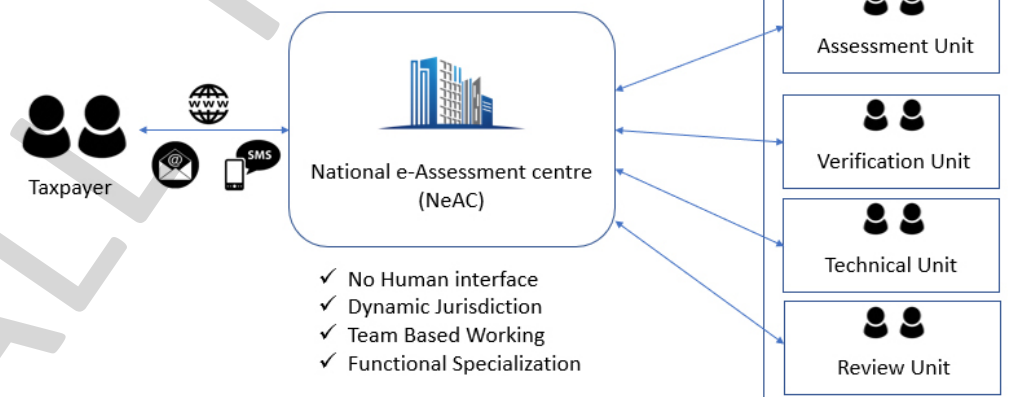 Taxpayer
www
@
SMS
National e-Assessment centre
(NeAC)
✓ No Human interface
✓ Dynamic Jurisdiction
✓ Team Based Working
✓ Functional Specialization
Assessment Unit
Verification Unit
Technical Unit
Review Unit